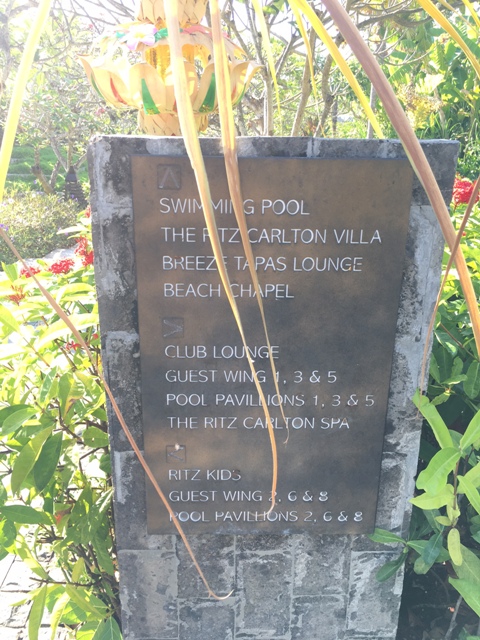 SWIMMING POOL
THE RITZ CARLTON VILLA
BREEZE TAPAS LOUNGE
BEACH CHAPEL
CLUB LOUNGE
GUEST WING 1, 3 & 5
POOL PAVILLIONS 1, 3 & 5
THE RITZ CARLTON SPA
RITZ KIDS
GUEST WING 2, 6 & 8
POOL PAVILLIONS 2, 6 & 8